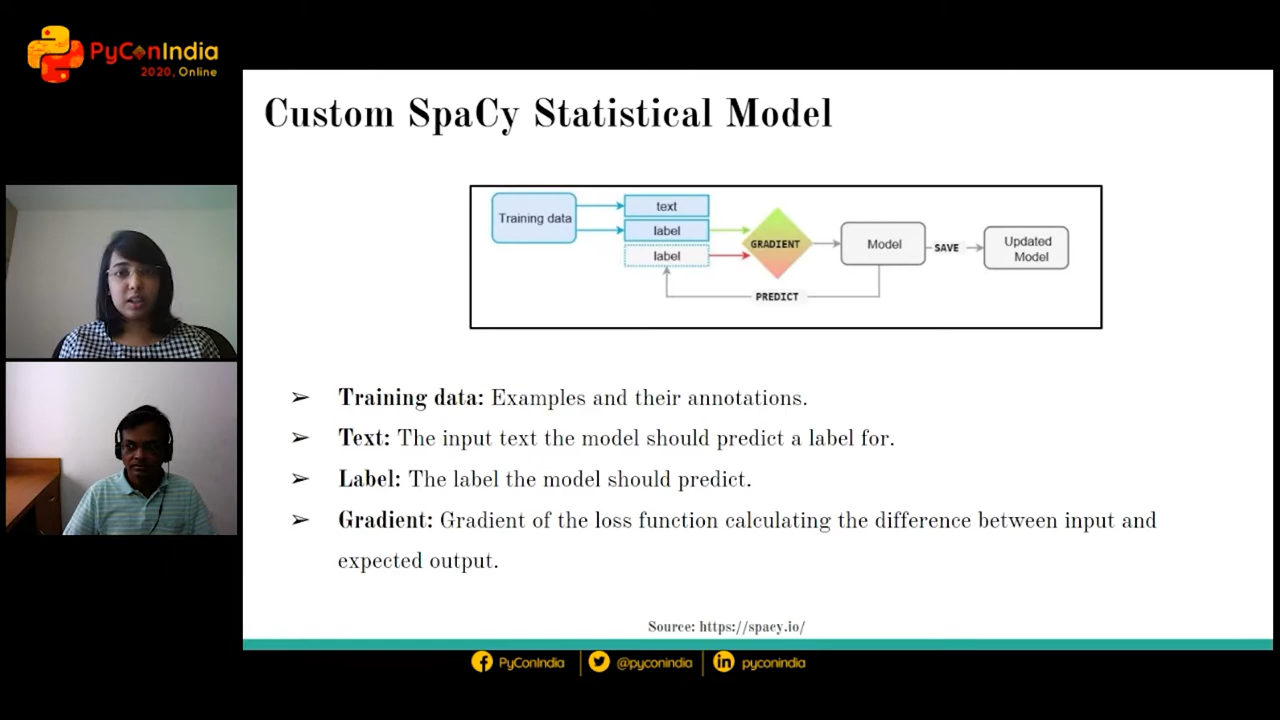 PyConIndia
2020, Online
Custom SpaCy Statistical Model
Training data
text
label
label
GRADIENT
Model
SAVE
Updated
Model
PREDICT
➢ Training data: Examples and their annotations.
➢ Text: The input text the model should predict a label for.
➢ Label: The label the model should predict.
➢ Gradient: Gradient of the loss function calculating the difference between input and
expected output.
Source: https://spacy.io/
PyConIndia
@pyconindia
pyconindia